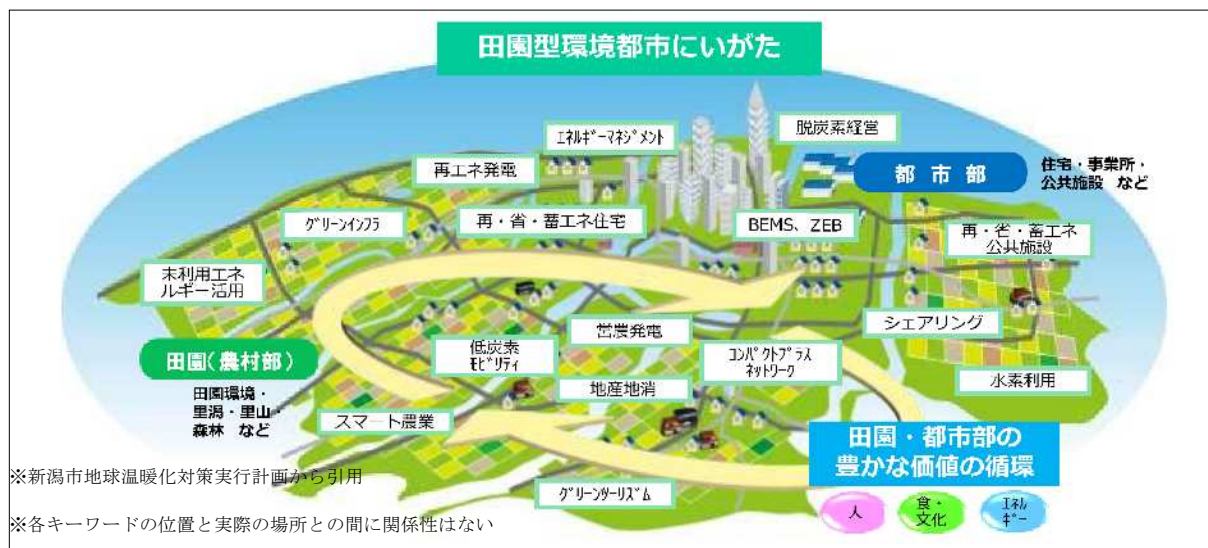 田園型環境都市にいがた
エネルギーマネジメント
脱炭素経営
再エネ発電
都市部
住宅・事業所・
公共施設 など
グリーンインフラ
再・省・蓄エネ住宅
BEMS、ZEB
再・省・蓄エネ
公共施設
未利用エネ
ルギー活用
営農発電
シェアリング
田園(農村部)
低炭素
モビリティ
コンパクトプラス
ネットワーク
田園環境・
里潟・里山・
森林 など
地産地消
水素利用
スマート農業
田園・都市部の
豊かな価値の循環
※新潟市地球温暖化対策実行計画から引用
グリーンツーリズム
人
食・
文化
エネル
ギー
※各キーワードの位置と実際の場所との間に関係性はない